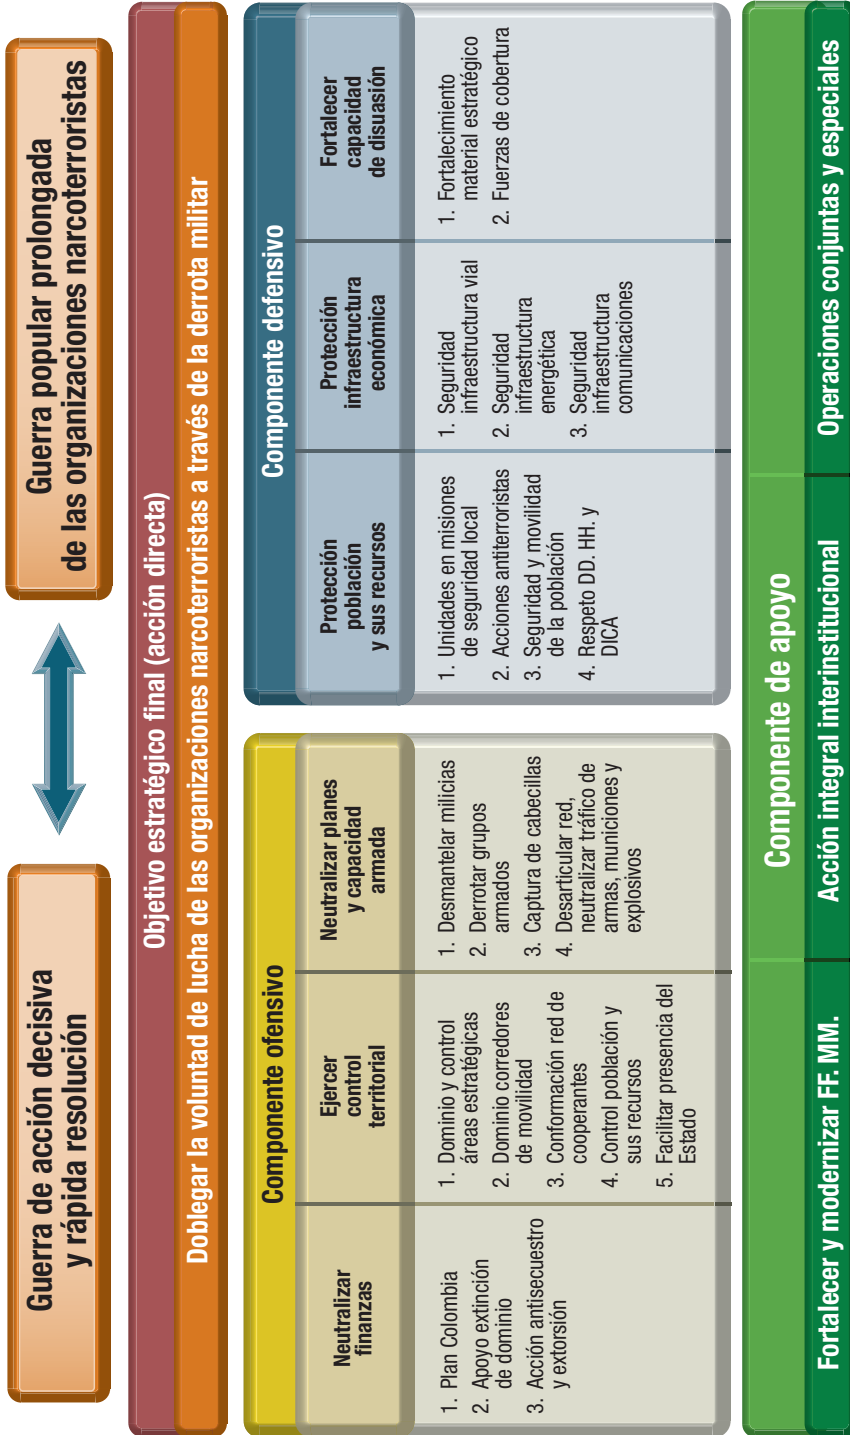 Guerra de acción decisiva
y rápida resolución
Guerra popular prolongada
de las organizaciones narcoterroristas
Objetivo estratégico final (acción directa)
Doblegar la voluntad de lucha de las organizaciones narcoterroristas a través de la derrota militar
Componente ofensivo
Neutralizar
finanzas
1. Plan Colombia
2. Apoyo extinción
de dominio
3. Acción antisecuestro
y extorsión
Ejercer
control
territorial
1. Dominio y control
áreas estratégicas
2. Dominio corredores
de movilidad
3. Conformación red de
cooperantes
4. Control población y
sus recursos
5. Facilitar presencia del
Estado
Neutralizar planes
y capacidad
armada
1. Desmantelar milicias
2. Derrotar grupos
armados
3. Captura de cabecillas
4. Desarticular red,
neutralizar tráfico de
armas, municiones y
explosivos
Componente defensivo
Protección
población
y sus recursos
1. Unidades en misiones
de seguridad local
2. Acciones antiterroristas
3. Seguridad y movilidad
de la población
4. Respeto DD. HH. y
DICA
Protección
infraestructura
económica
1. Seguridad
infraestructura vial
2. Seguridad
infraestructura
energética
3. Seguridad
infraestructura
comunicaciones
Fortalecer
capacidad
de disuasión
1. Fortalecimiento
material estratégico
2. Fuerzas de cobertura
Componente de apoyo
Fortalecer y modernizar FF. MM.
Acción integral interinstitucional
Operaciones conjuntas y especiales